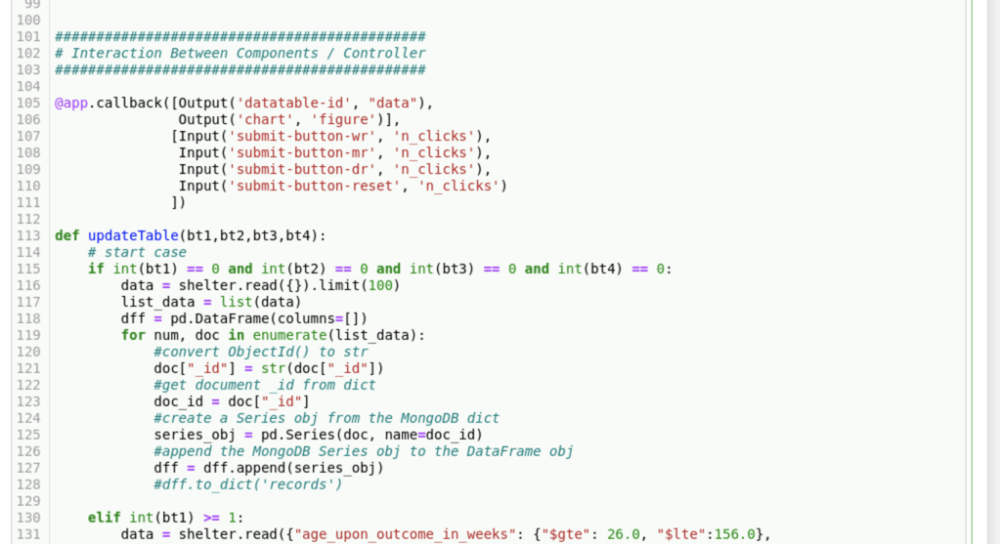 99
100
101 #############################################
102 # Interaction Between Components / Controller
103 #############################################
104
105 @app.callback([Output('datatable-id', "data"),
106                Output('chart', 'figure')],
107               [Input('submit-button-wr', 'n_clicks'),
108                Input('submit-button-mr', 'n_clicks'),
109                Input('submit-button-dr', 'n_clicks'),
110                Input('submit-button-reset', 'n_clicks')
111               ])
112
113 def updateTable(bt1,bt2,bt3,bt4):
114     # start case
115     if int(bt1) == 0 and int(bt2) == 0 and int(bt3) == 0 and int(bt4) == 0:
116         data = shelter.read({}).limit(100)
117         list_data = list(data)
118         dff = pd.DataFrame(columns=[])
119         for num, doc in enumerate(list_data):
120             #convert ObjectId() to str
121             doc["_id"] = str(doc["_id"])
122             #get document _id from dict
123             doc_id = doc["_id"]
124             #create a Series obj from the MongoDB dict
125             series_obj = pd.Series(doc, name=doc_id)
126             #append the MongoDB Series obj to the DataFrame obj
127             dff = dff.append(series_obj)
128             #dff.to_dict('records')
129
130     elif int(bt1) >= 1:
131         data = shelter.read({"age_upon_outcome_in_weeks": {"$gte": 26.0, "$lte":156.0},